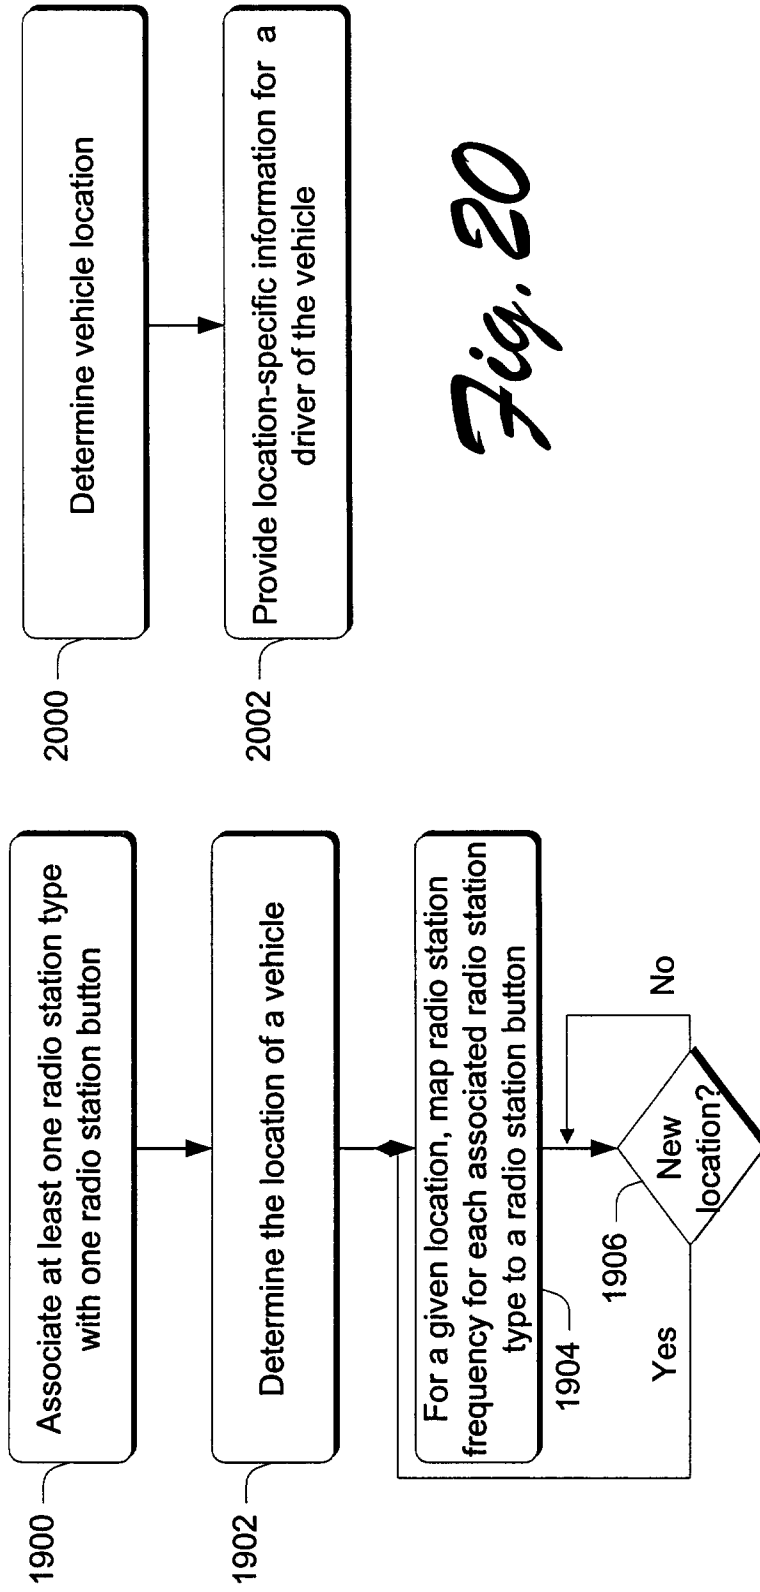 1900
Associate at least one radio station type
with one radio station button
1902
Determine the location of a vehicle
For a given location, map radio station
frequency for each associated radio station
type to a radio station button
1904
1906
New
location?
Yes
No
2000
Determine vehicle location
2002
Provide location-specific information for a
driver of the vehicle
Fig. 20